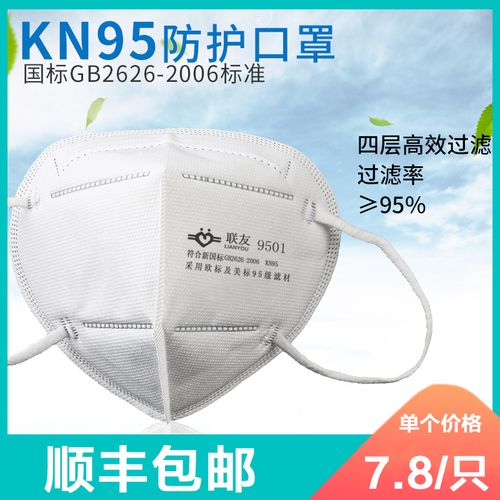 KN95防护口罩
国标GB2626-2006标准
四层高效过滤
过滤率
≥95%
联友 9501
LIANYOU
符合新国标GB2626-2006 KN95
采用欧标及美标95级滤材
单个价格
顺丰包邮
7.8/只